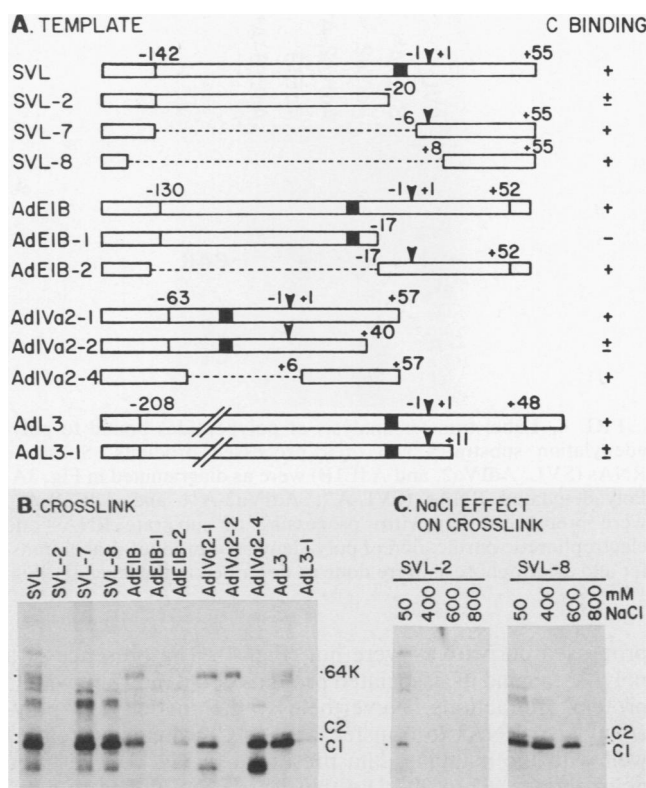 A. TEMPLATE C BINDING
-142 -1 +1 +55
SVL +
-20
SVL-2 ±
-6 +55
SVL-7 +
+8 +55
SVL-8 +
-130 -1 +1 +52
AdEIB +
-17
AdEIB-1 -
-17 +52
AdEIB-2 +
-63 -1 +1 +57
AdIVa2-1 +
+40
AdIVa2-2 ±
+6 +57
AdIVa2-4 +
-208 -1 +1 +48
AdL3 +
+11
AdL3-1 +
B. CROSSLINK
SVL SVL-2 SVL-7 SVL-8 AdEIB AdEIB-1 AdEIB-2 AdIVa2-1 AdIVa2-2 AdIVa2-4 AdL3 AdL3-1
64K
C2
C1
C. NaCl EFFECT
ON CROSSLINK
SVL-2 SVL-8
50 400 600 800 50 400 600 800 mM
NaCl
C2
C1